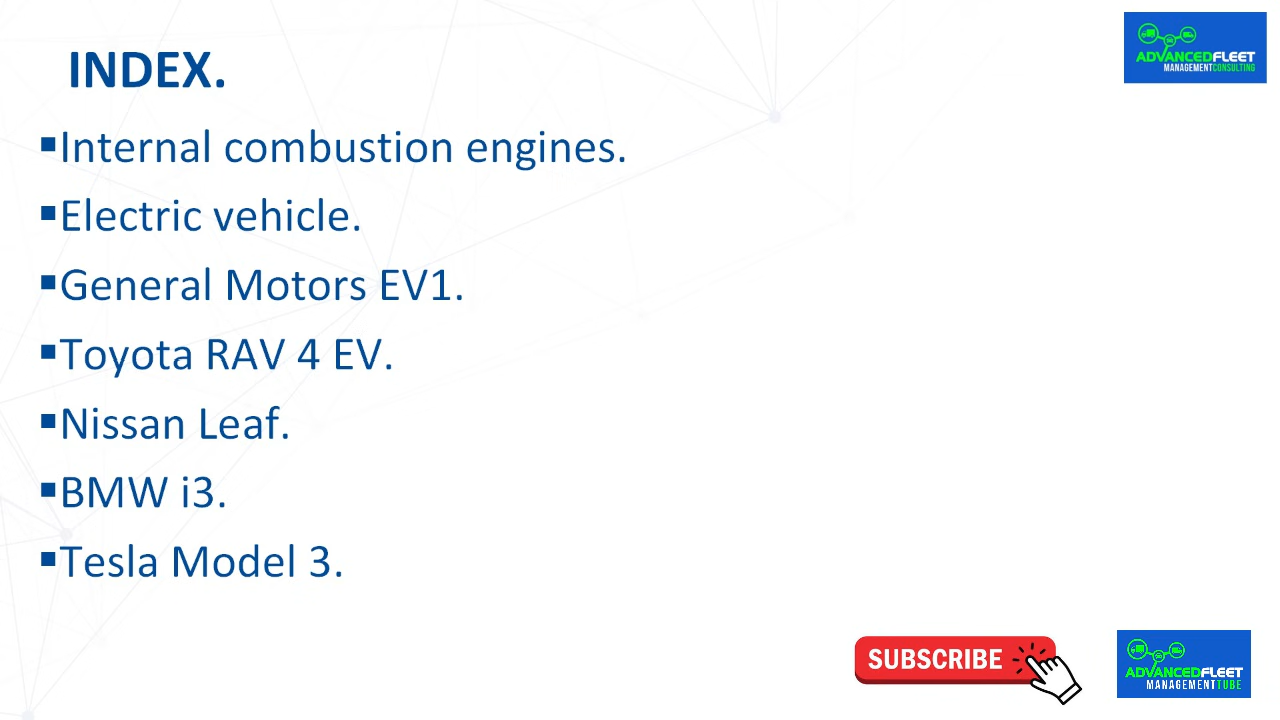 INDEX.
ADVANCEDFLEET
MANAGEMENTCONSULTING
▪Internal combustion engines.
▪Electric vehicle.
▪General Motors EV1.
▪Toyota RAV 4 EV.
▪Nissan Leaf.
▪BMW i3.
▪Tesla Model 3.
SUBSCRIBE
ADVANCEDFLEET
MANAGEMENTTUBE